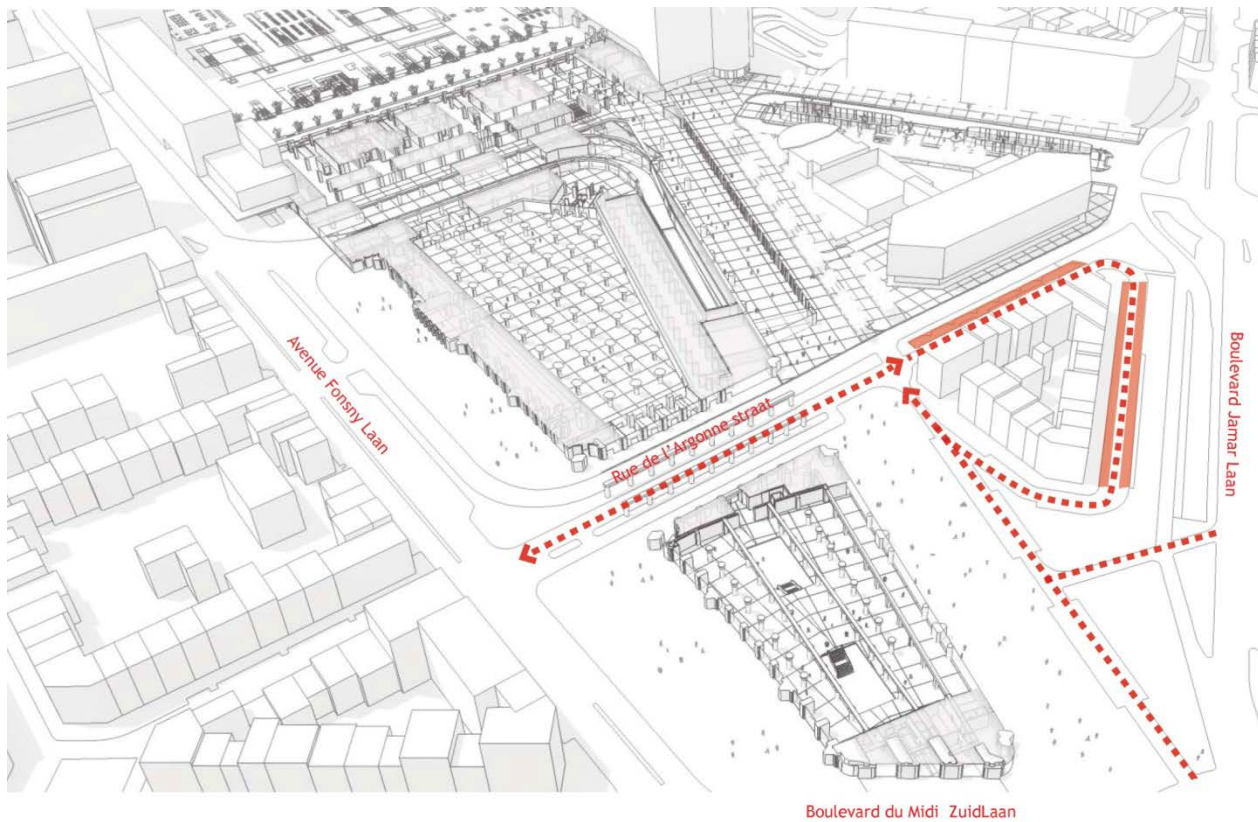 Avenue Fonsny Laan
Rue de l'Argonne straat
Boulevard Jamar Laan
Boulevard du Midi ZuidLaan